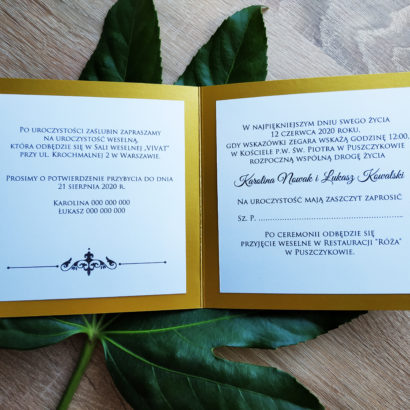 Po uroczystości zaślubin zapraszamy
na uroczystość weselną,
która odbędzie się w Sali weselnej „VIVAT”
przy ul. Krochmalnej 2 w Warszawie.
Prosimy o potwierdzenie przybycia do dnia
21 sierpnia 2020 r.
Karolina 000 000 000
Łukasz 000 000 000
W najpiękniejszym dniu swego życia
12 czerwca 2020 roku,
gdy wskazówki zegara wskażą godzinę 12:00,
w Kościele p.w. Św. Piotra w Puszczykowie
rozpoczną wspólną drogę życia
Karolina Nowak i Łukasz Kowalski
na uroczystość mają zaszczyt zaprosić
Sz. P. ....................................................
Po ceremonii odbędzie się
przyjęcie weselne w Restauracji "Róża"
w Puszczykowie.